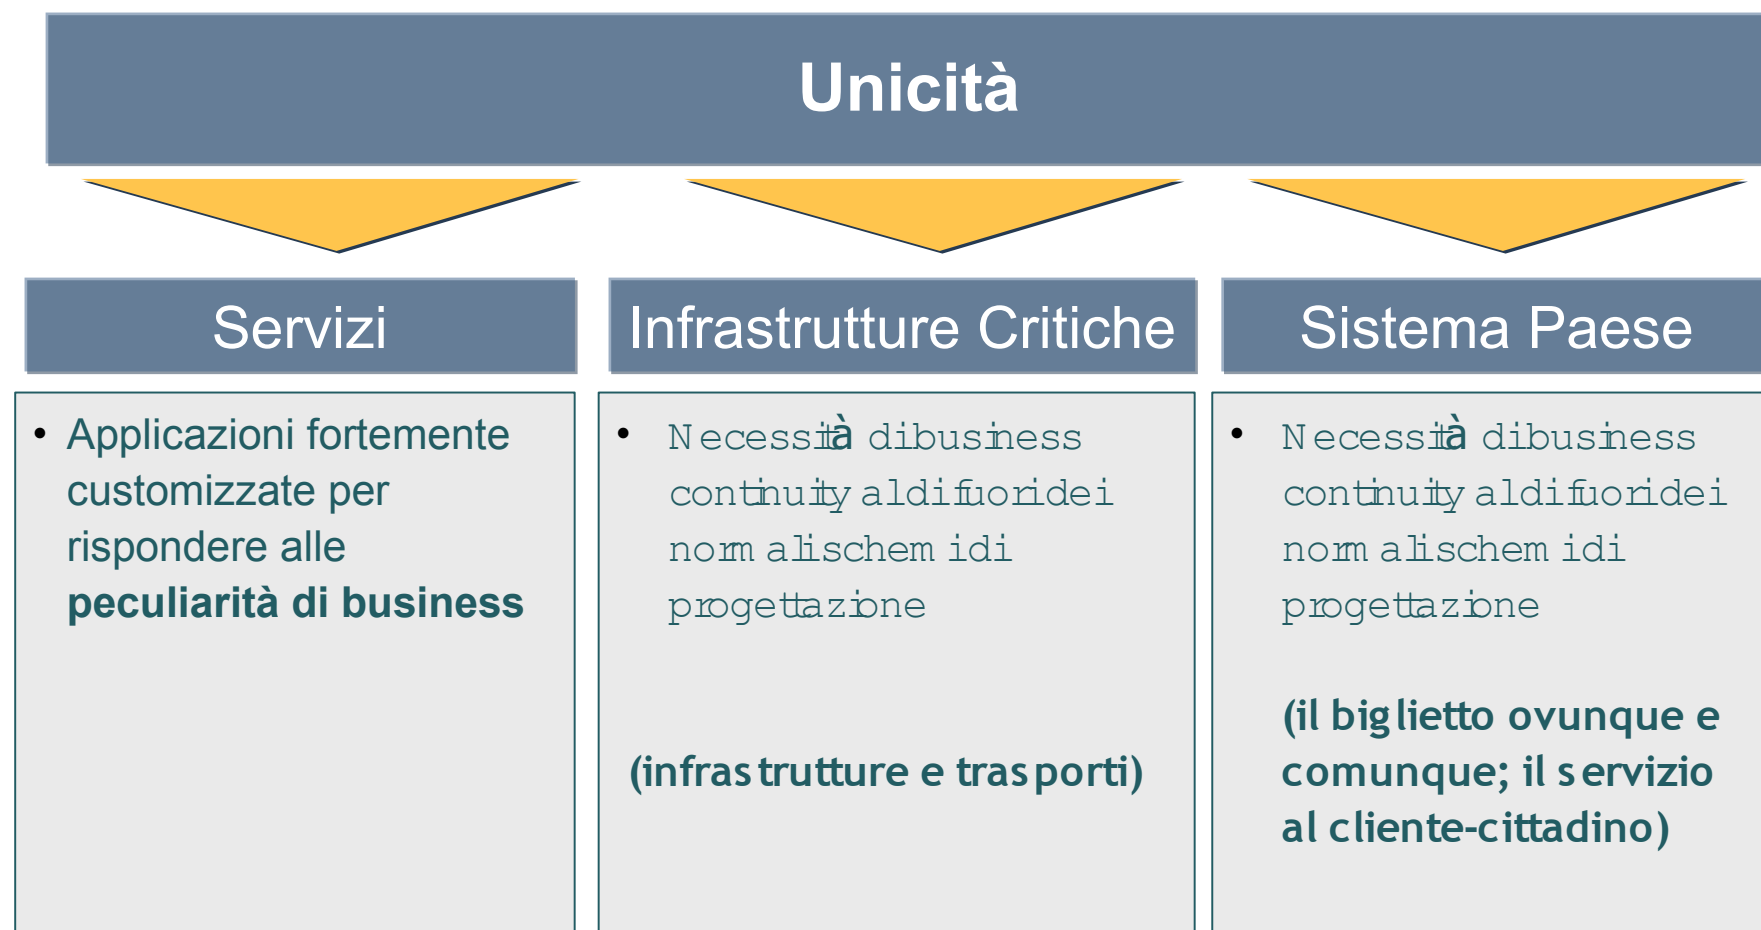 Unicità
Servizi
Applicazioni fortemente
customizzate per
rispondere alle
peculiarità di business
Infrastrutture Critiche
Necessità di business
continuity al di fuori dei
normali schemi di
progettazione
(infrastrutture e trasporti)
Sistema Paese
Necessità di business
continuity al di fuori dei
normali schemi di
progettazione
(il biglietto ovunque e
comunque; il servizio
al cliente-cittadino)